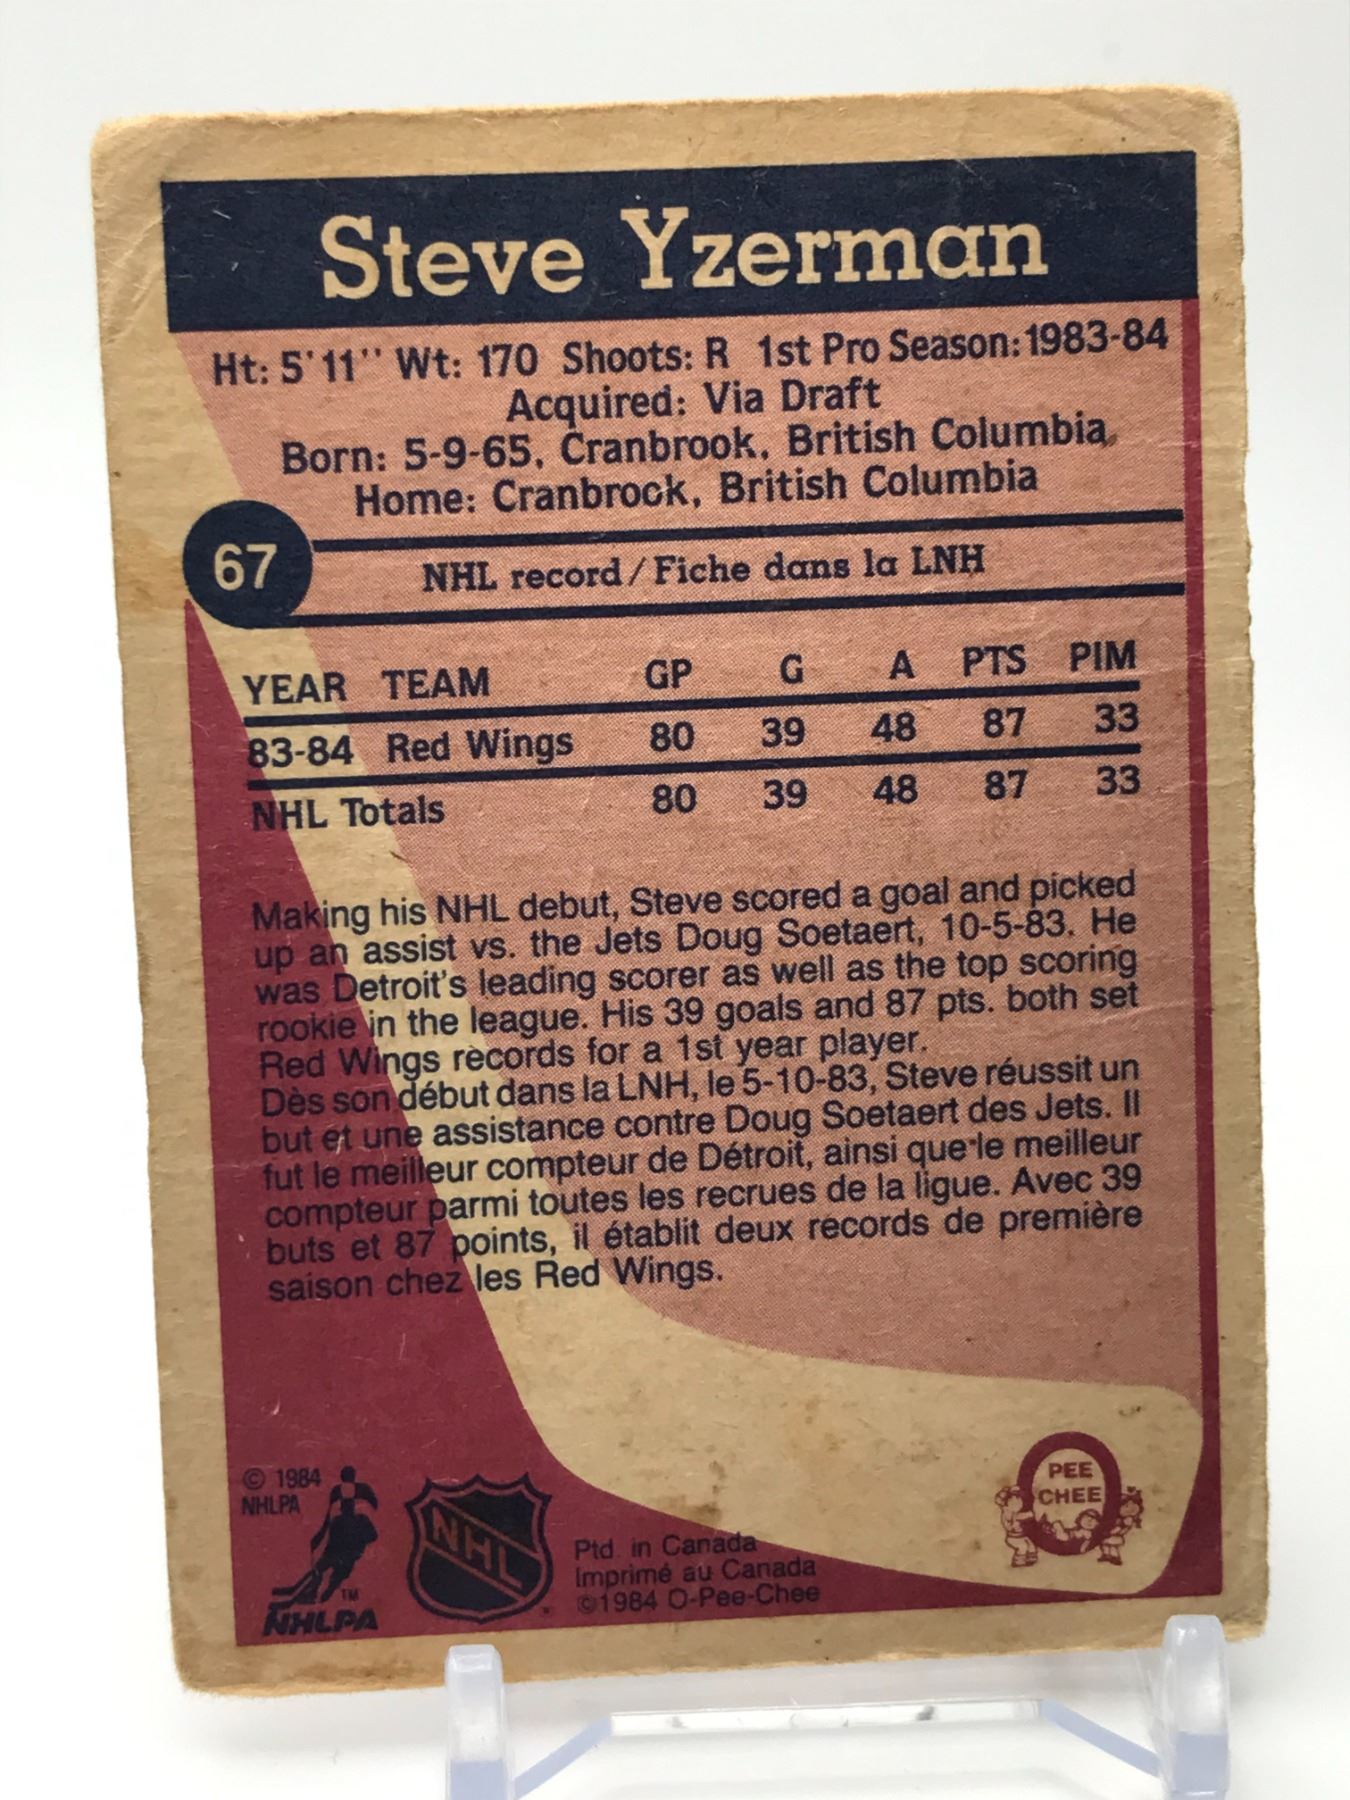 Steve Yzerman
Ht: 5'11'' Wt: 170 Shoots: R 1st Pro Season: 1983-84
Acquired: Via Draft
Born: 5-9-65, Cranbrook, British Columbia,
Home: Cranbrook, British Columbia
67
NHL record / Fiche dans la LNH
YEAR TEAM GP G A PTS PIM
83-84 Red Wings 80 39 48 87 33
NHL Totals 80 39 48 87 33
Making his NHL debut, Steve scored a goal and picked
up an assist vs. the Jets Doug Soetaert, 10-5-83. He
was Detroit's leading scorer as well as the top scoring
rookie in the league. His 39 goals and 87 pts. both set
Red Wings records for a 1st year player.
Dès son début dans la LNH, le 5-10-83, Steve réussit un
but et une assistance contre Doug Soetaert des Jets. Il
fut le meilleur compteur de Détroit, ainsi que le meilleur
compteur parmi toutes les recrues de la ligue. Avec 39
buts et 87 points, il établit deux records de première
saison chez les Red Wings.
© 1984
NHLPA
TM
NHLPA
NHL
Ptd. in Canada
Imprimé au Canada
©1984 O-Pee-Chee
O
PEE
CHEE